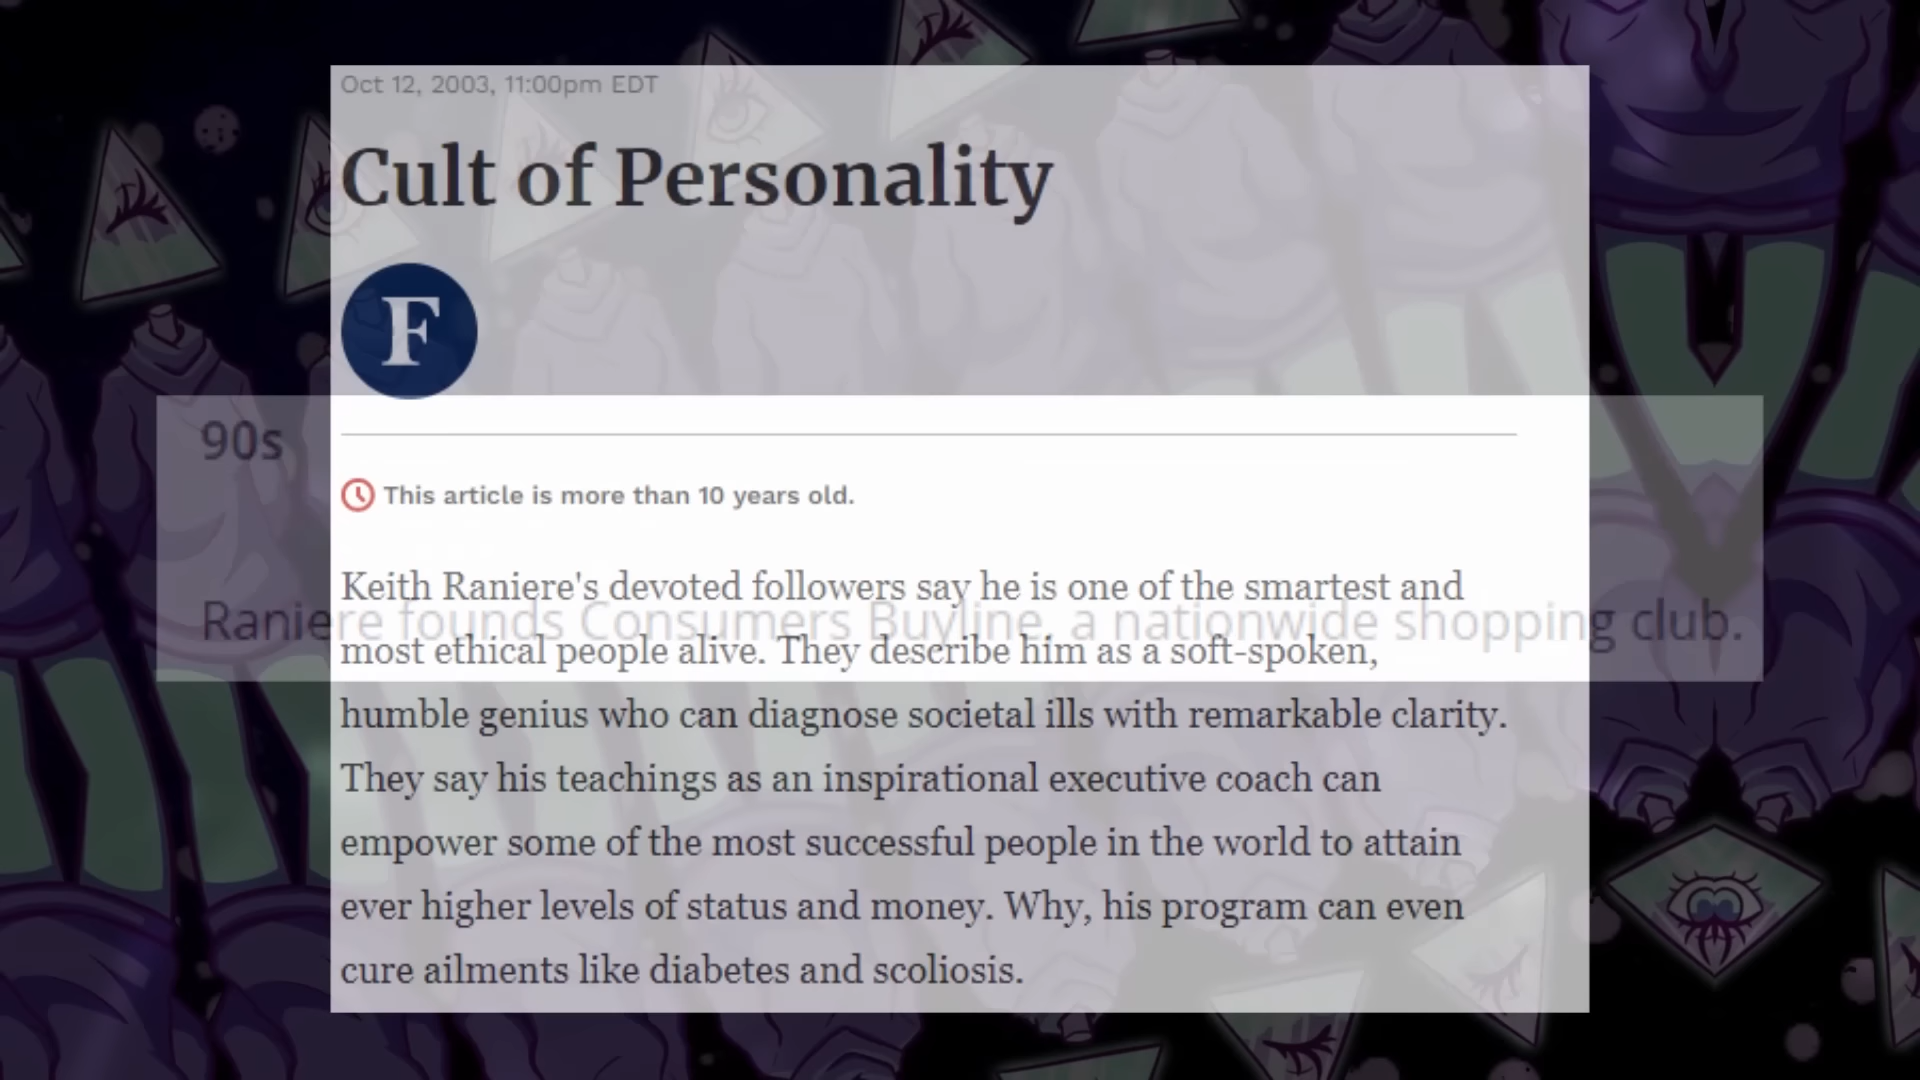 Oct 12, 2003, 11:00pm EDT
Cult of Personality
F
90s
This article is more than 10 years old.
Keith Raniere's devoted followers say he is one of the smartest and
Raniere founds Consumers Buyline, a nationwide shopping club.
most ethical people alive. They describe him as a soft-spoken,
humble genius who can diagnose societal ills with remarkable clarity.
They say his teachings as an inspirational executive coach can
empower some of the most successful people in the world to attain
ever higher levels of status and money. Why, his program can even
cure ailments like diabetes and scoliosis.